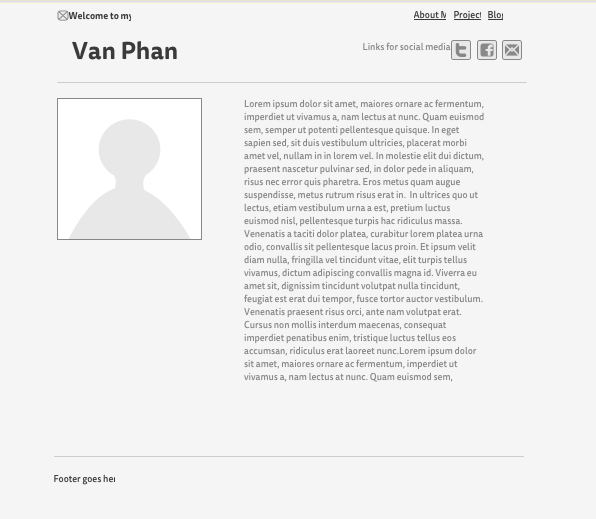 Welcome to my
About M Project Blog
Van Phan
Links for social media
Lorem ipsum dolor sit amet, maiores ornare ac fermentum,
imperdiet ut vivamus a, nam lectus at nunc. Quam euismod
sem, semper ut potenti pellentesque quisque. In eget
sapien sed, sit duis vestibulum ultricies, placerat morbi
amet vel, nullam in in lorem vel. In molestie elit dui dictum,
praesent nascetur pulvinar sed, in dolor pede in aliquam,
risus nec error quis pharetra. Eros metus quam augue
suspendisse, metus rutrum risus erat in. In ultrices quo ut
lectus, etiam vestibulum urna a est, pretium luctus
euismod nisl, pellentesque turpis hac ridiculus massa.
Venenatis a taciti dolor platea, curabitur lorem platea urna
odio, convallis sit pellentesque lacus proin. Et ipsum velit
diam nulla, fringilla vel tincidunt vitae, elit turpis tellus
vivamus, dictum adipiscing convallis magna id. Viverra eu
amet sit, dignissim tincidunt volutpat nulla tincidunt,
feugiat est erat dui tempor, fusce tortor auctor vestibulum.
Venenatis praesent risus orci, ante nam volutpat erat.
Cursus non mollis interdum maecenas, consequat
imperdiet penatibus enim, tristique luctus tellus eos
accumsan, ridiculus erat laoreet nunc.Lorem ipsum dolor
sit amet, maiores ornare ac fermentum, imperdiet ut
vivamus a, nam lectus at nunc. Quam euismod sem,
Footer goes her